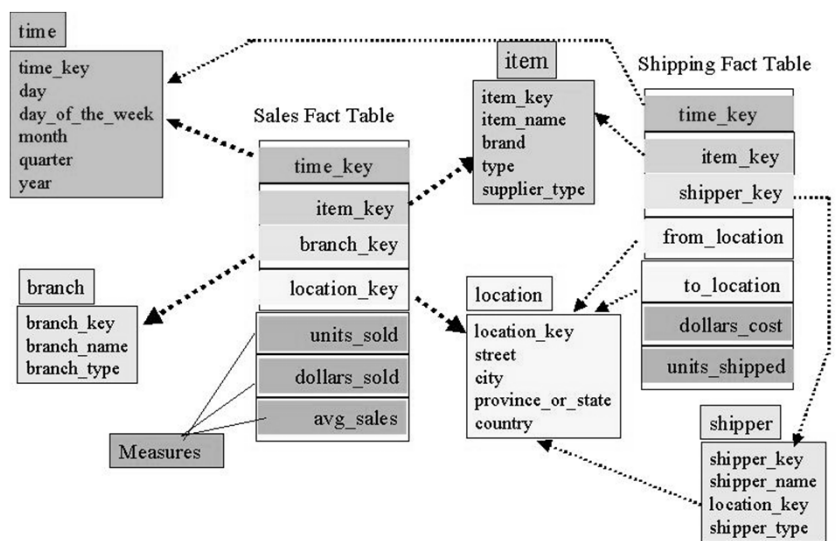 time
time_key
day
day_of_the_week
month
quarter
year
Sales Fact Table
time_key
item_key
branch_key
location_key
units_sold
dollars_sold
avg_sales
Measures
branch
branch_key
branch_name
branch_type
item
item_key
item_name
brand
type
supplier_type
location
location_key
street
city
province_or_state
country
Shipping Fact Table
time_key
item_key
shipper_key
from_location
to_location
dollars_cost
units_shipped
shipper
shipper_key
shipper_name
location_key
shipper_type